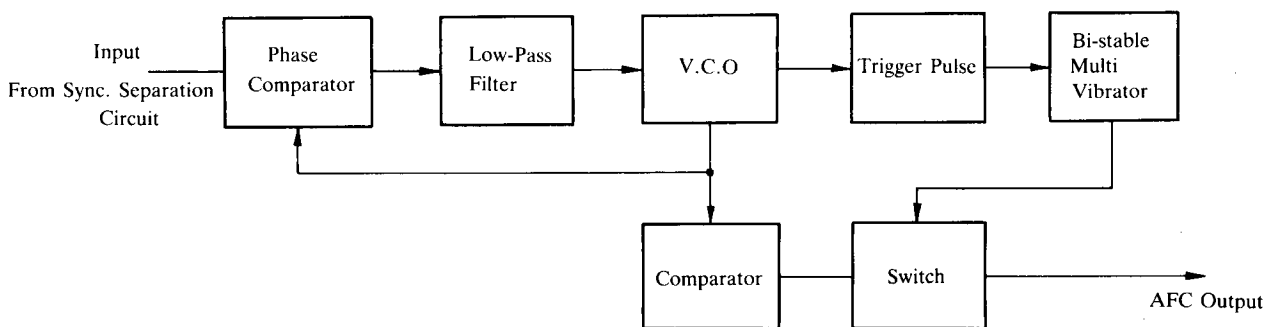 Input
From Sync. Separation
Circuit
Phase
Comparator
Low-Pass
Filter
V.C.O
Trigger Pulse
Bi-stable
Multi
Vibrator
Comparator
Switch
AFC Output